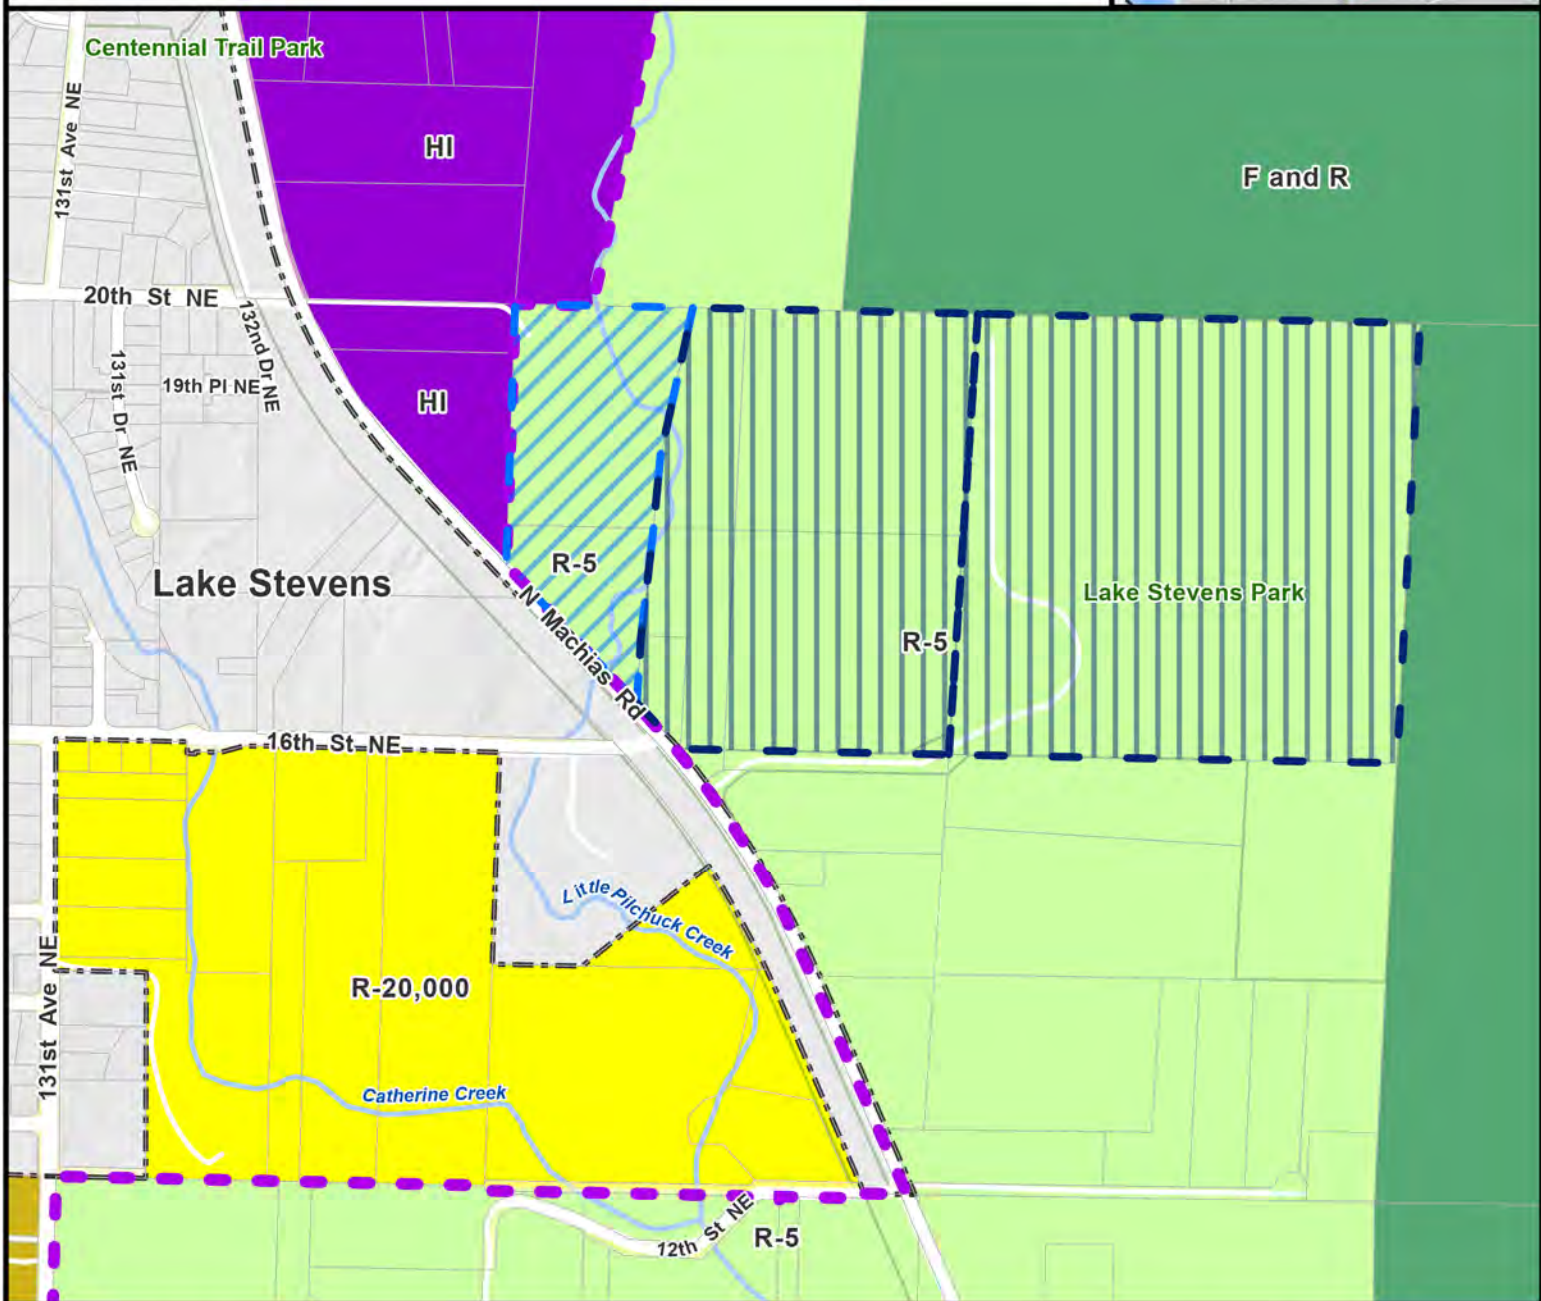 Centennial Trail Park
131st Ave NE
HI
F and R
20th St NE
132nd Dr NE
131st Dr NE
19th Pl NE
HI
R-5
Lake Stevens
N Machias Rd
Lake Stevens Park
R-5
16th St NE
Little Pilchuck Creek
131st Ave NE
R-20,000
Catherine Creek
12th St NE
R-5